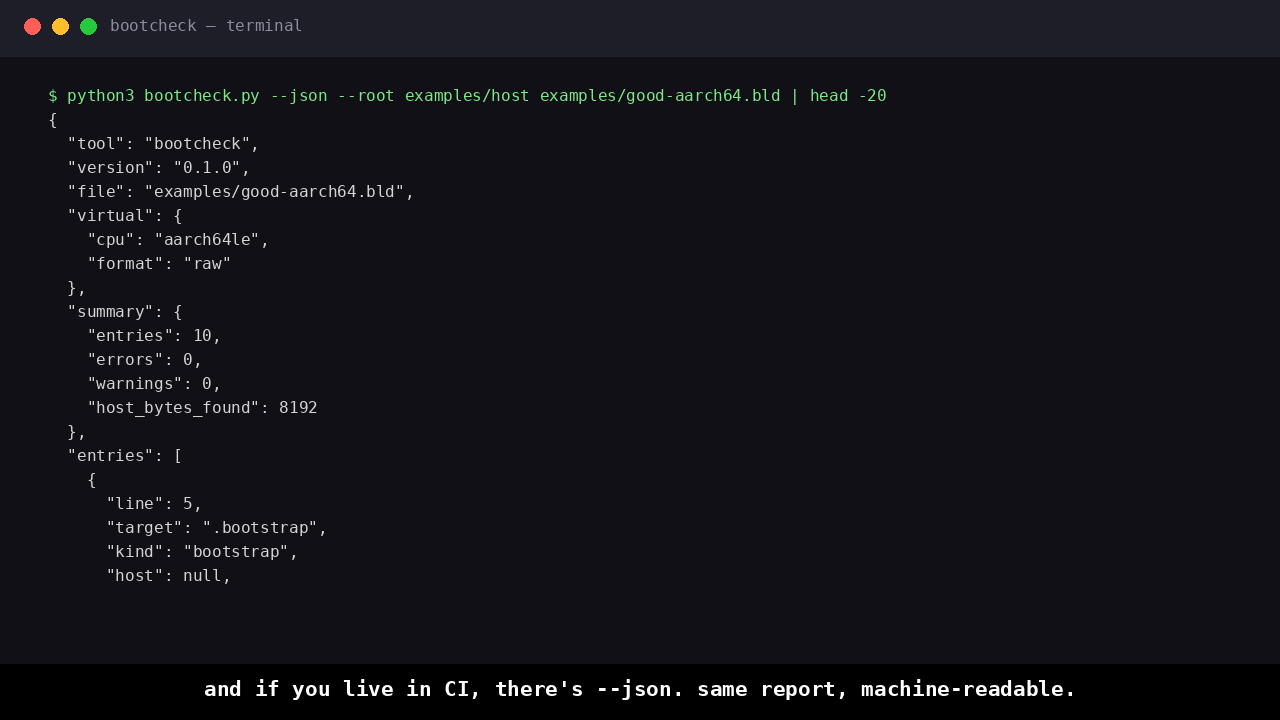 bootcheck — terminal
$ python3 bootcheck.py --json --root examples/host examples/good-aarch64.bld | head -20
{
  "tool": "bootcheck",
  "version": "0.1.0",
  "file": "examples/good-aarch64.bld",
  "virtual": {
    "cpu": "aarch64le",
    "format": "raw"
  },
  "summary": {
    "entries": 10,
    "errors": 0,
    "warnings": 0,
    "host_bytes_found": 8192
  },
  "entries": [
    {
      "line": 5,
      "target": ".bootstrap",
      "kind": "bootstrap",
      "host": null,
and if you live in CI, there's --json. same report, machine-readable.